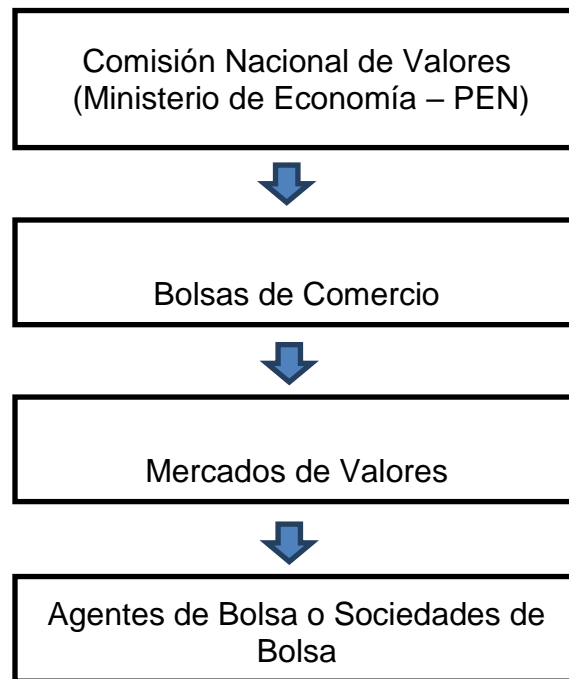 Comisión Nacional de Valores
(Ministerio de Economía – PEN)
Bolsas de Comercio
Mercados de Valores
Agentes de Bolsa o Sociedades de
Bolsa